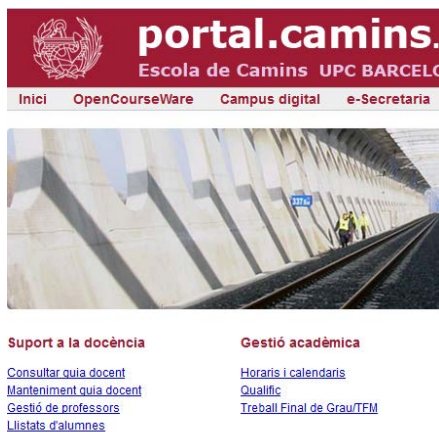 portal.camins.
Escola de Camins UPC BARCELO
Inici OpenCourseWare Campus digital e-Secretaria
Suport a la docència
Consultar guia docent
Manteniment guia docent
Gestió de professors
Llistats d'alumnes
Gestió acadèmica
Horaris i calendaris
Qualific
Treball Final de Grau/TFM